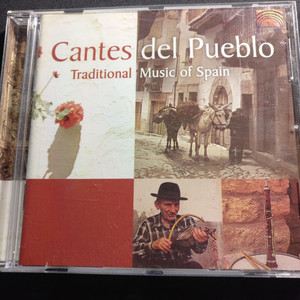 Cantes del Pueblo
Traditional Music of Spain